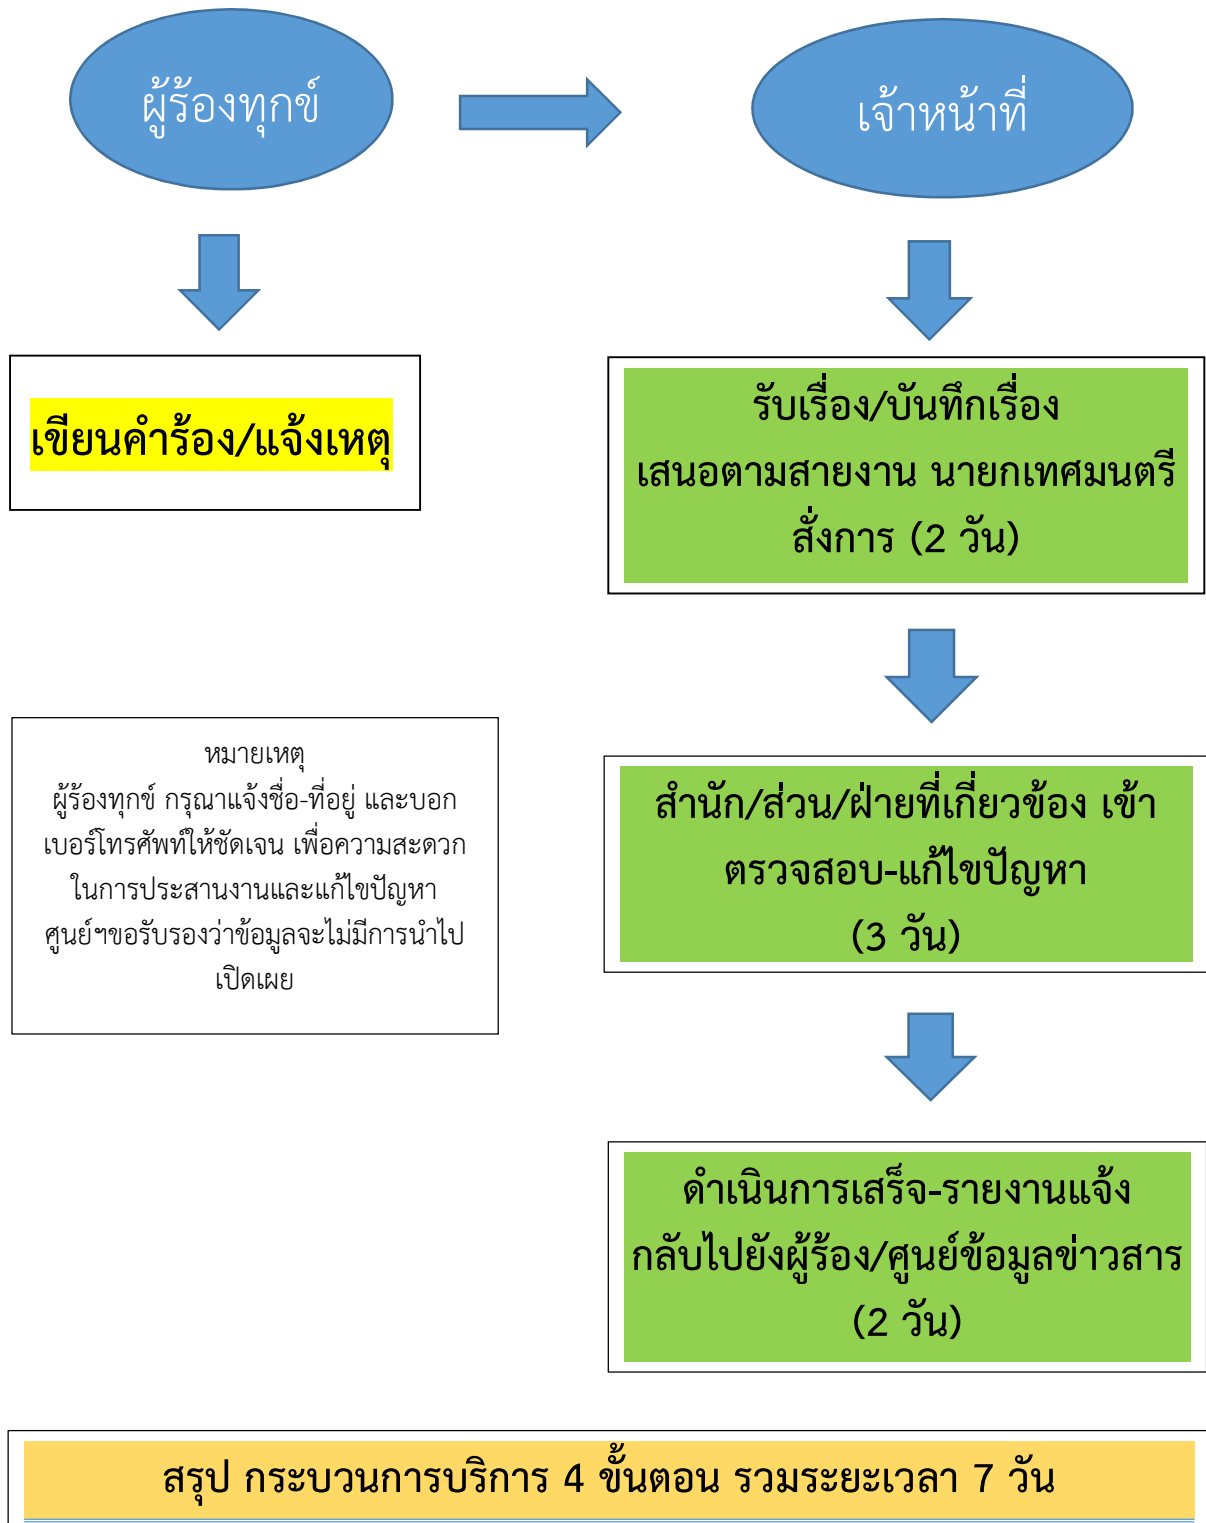 ผู้ร้องทุกข์
เจ้าหน้าที่
เขียนคำร้อง/แจ้งเหตุ
รับเรื่อง/บันทึกเรื่อง
เสนอตามสายงาน นายกเทศมนตรี
สั่งการ (2 วัน)
หมายเหตุ
ผู้ร้องทุกข์ กรุณาแจ้งชื่อ-ที่อยู่ และบอก
เบอร์โทรศัพท์ให้ชัดเจน เพื่อความสะดวก
ในการประสานงานและแก้ไขปัญหา
ศูนย์ฯขอรับรองว่าข้อมูลจะไม่มีการนำไป
เปิดเผย
สำนัก/ส่วน/ฝ่ายที่เกี่ยวข้อง เข้า
ตรวจสอบ-แก้ไขปัญหา
(3 วัน)
ดำเนินการเสร็จ-รายงานแจ้ง
กลับไปยังผู้ร้อง/ศูนย์ข้อมูลข่าวสาร
(2 วัน)
สรุป กระบวนการบริการ 4 ขั้นตอน รวมระยะเวลา 7 วัน